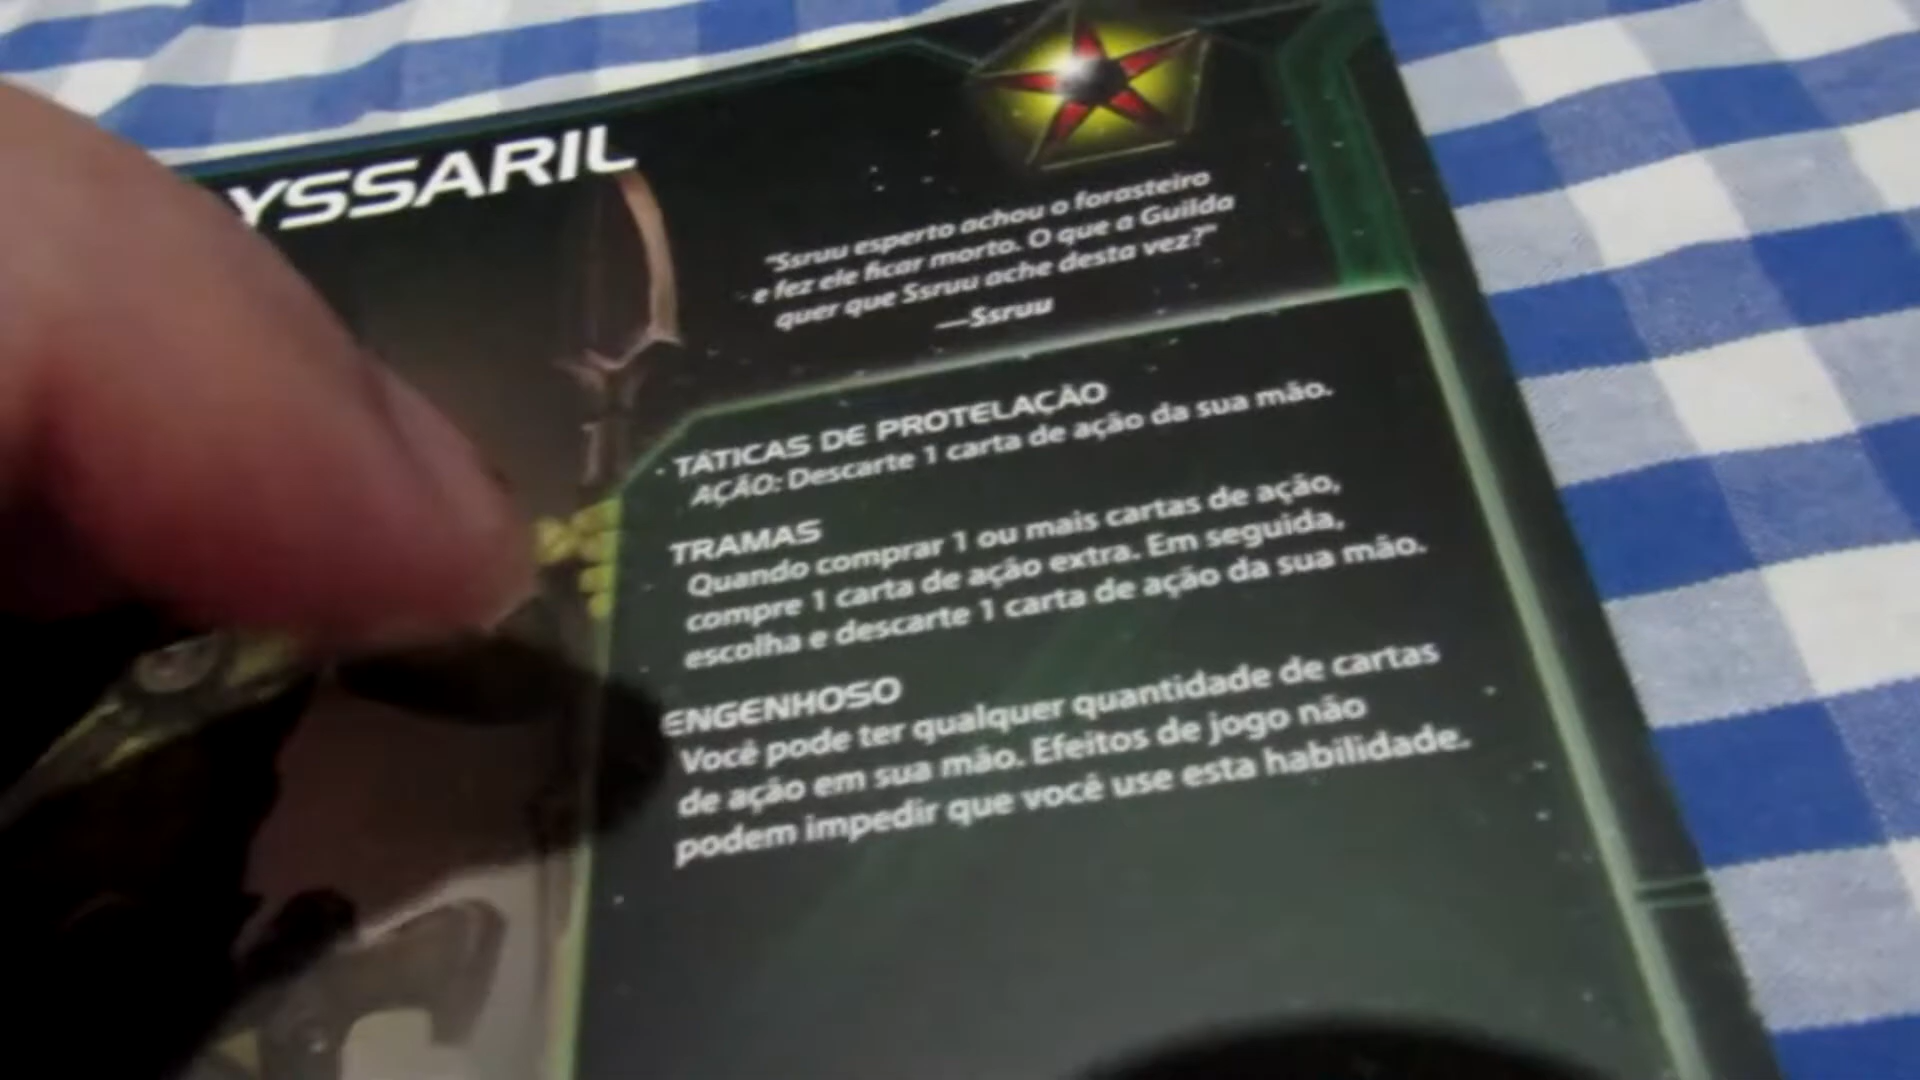 YSSARIL
"Ssruu esperto achou o forasteiro
e fez ele ficar morto. O que a Guilda
quer que Ssruu ache desta vez?"
—Ssruu
TÁTICAS DE PROTELAÇÃO
AÇÃO: Descarte 1 carta de ação da sua mão.
TRAMAS
Quando comprar 1 ou mais cartas de ação,
compre 1 carta de ação extra. Em seguida,
escolha e descarte 1 carta de ação da sua mão.
ENGENHOSO
Você pode ter qualquer quantidade de cartas
de ação em sua mão. Efeitos de jogo não
podem impedir que você use esta habilidade.